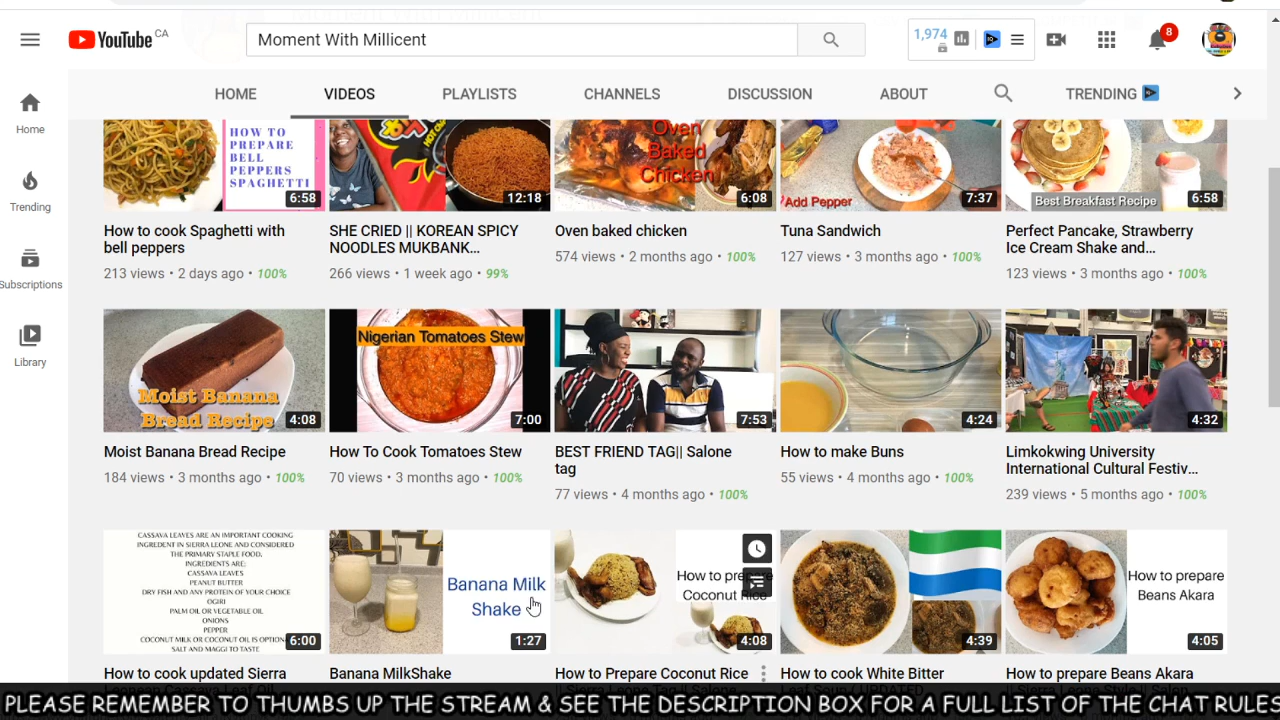 YouTube CA
Moment With Millicent
1,974
8
HOME VIDEOS PLAYLISTS CHANNELS DISCUSSION ABOUT TRENDING
Home
Trending
Subscriptions
Library
HOW TO
PREPARE
BELL
PEPPERS
SPAGHETTI
6:58
12:18
Oven
Baked
Chicken
6:08
Add Pepper
7:37
Best Breakfast Recipe
6:58
How to cook Spaghetti with
bell peppers
213 views • 2 days ago • 100%
SHE CRIED || KOREAN SPICY
NOODLES MUKBANK...
266 views • 1 week ago • 99%
Oven baked chicken
574 views • 2 months ago • 100%
Tuna Sandwich
127 views • 3 months ago • 100%
Perfect Pancake, Strawberry
Ice Cream Shake and...
123 views • 3 months ago • 100%
Moist Banana
Bread Recipe
4:08
Nigerian Tomatoes Stew
7:00
7:53
4:24
4:32
Moist Banana Bread Recipe
184 views • 3 months ago • 100%
How To Cook Tomatoes Stew
70 views • 3 months ago • 100%
BEST FRIEND TAG|| Salone
tag
77 views • 4 months ago • 100%
How to make Buns
55 views • 4 months ago • 100%
Limkokwing University
International Cultural Festiv...
239 views • 5 months ago • 100%
CASSAVA LEAVES ARE AN IMPORTANT COOKING
INGREDIENT IN SIERRA LEONE AND CONSIDERED
THE PRIMARY STAPLE FOOD.
INGREDIENTS ARE;
CASSAVA LEAVES
PEANUT BUTTER
DRY FISH AND ANY PROTEIN OF YOUR CHOICE
OGIRI
PALM OIL OR VEGETABLE OIL
ONIONS
PEPPER
COCONUT MILK OR COCONUT OIL IS OPTION
SALT AND MAGGI TO TASTE
6:00
Banana Milk
Shake
1:27
How to prepare
Coconut Rice
4:08
4:39
How to prepare
Beans Akara
4:05
How to cook updated Sierra
Banana MilkShake
How to Prepare Coconut Rice
How to cook White Bitter
How to prepare Beans Akara
PLEASE REMEMBER TO THUMBS UP THE STREAM & SEE THE DESCRIPTION BOX FOR A FULL LIST OF THE CHAT RULES